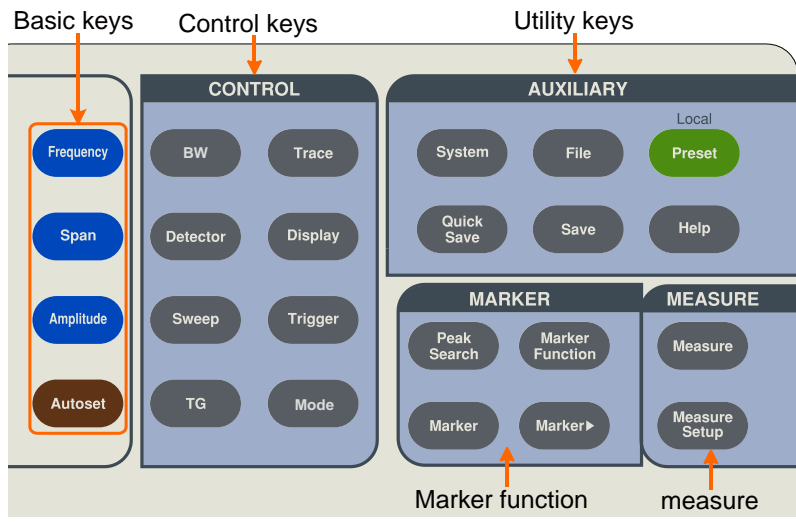 Basic keys
Control keys
Utility keys
CONTROL
AUXILIARY
Frequency
Span
Amplitude
Autoset
BW
Trace
Detector
Display
Sweep
Trigger
TG
Mode
Local
System
File
Preset
Quick
Save
Save
Help
MARKER
Peak
Search
Marker
Function
Marker
Marker▶
MEASURE
Measure
Measure
Setup
Marker function
measure